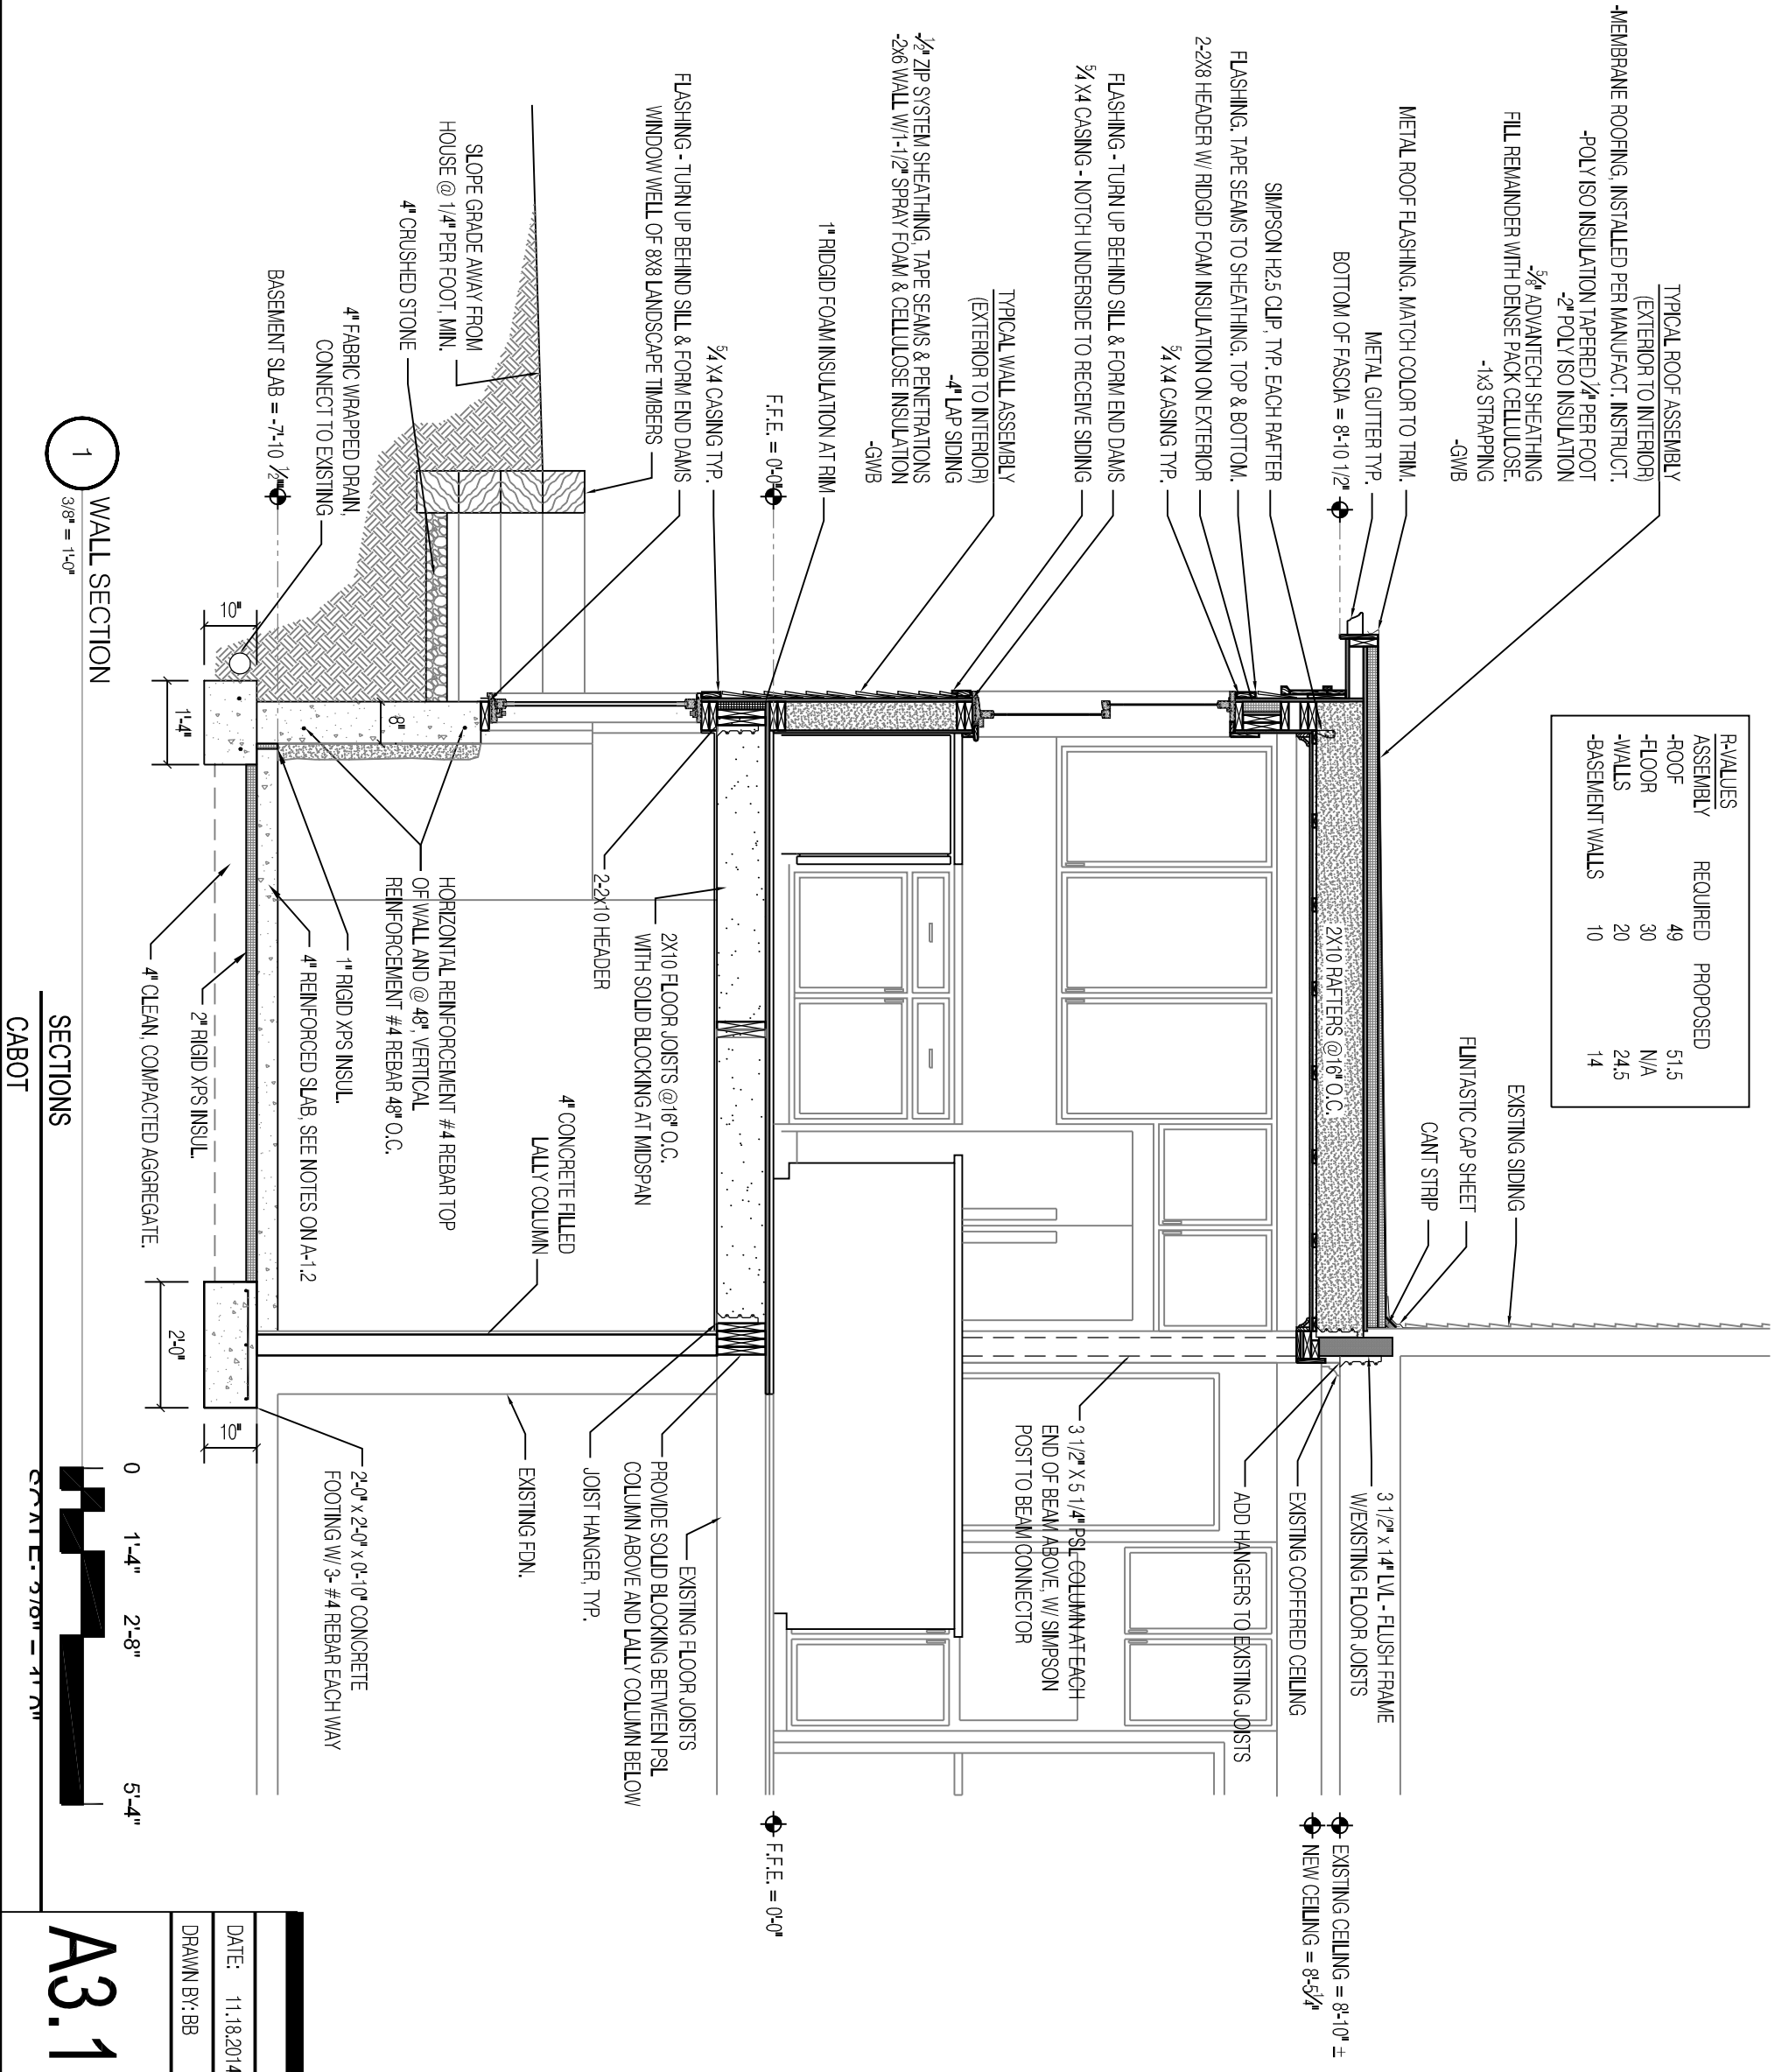 TYPICAL ROOF ASSEMBLY
(EXTERIOR TO INTERIOR)
-MEMBRANE ROOFING, INSTALLED PER MANUFACT. INSTRUCT.
-POLY ISO INSULATION TAPERED 1/4" PER FOOT
-2" POLY ISO INSULATION
-5/8" ADVANTECH SHEATHING
FILL REMAINDER WITH DENSE PACK CELLULOSE
-1x3 STRAPPING
-GWB
METAL ROOF FLASHING. MATCH COLOR TO TRIM.
METAL GUTTER TYP.
BOTTOM OF FASCIA = 8'-10 1/2"
SIMPSON H2.5 CLIP, TYP. EACH RAFTER
FLASHING. TAPE SEAMS TO SHEATHING. TOP & BOTTOM.
2-2X8 HEADER W/ RIDGID FOAM INSULATION ON EXTERIOR
5/4 X4 CASING TYP.
FLASHING - TURN UP BEHIND SILL & FORM END DAMS
5/4 X4 CASING - NOTCH UNDERSIDE TO RECEIVE SIDING
TYPICAL WALL ASSEMBLY
(EXTERIOR TO INTERIOR)
-4" LAP SIDING
-1/2" ZIP SYSTEM SHEATHING, TAPE SEAMS & PENETRATIONS
-2x6 WALL W/1-1/2" SPRAY FOAM & CELLULOSE INSULATION
-GWB
1" RIDGID FOAM INSULATION AT RIM
F.F.E. = 0'-0"
5/4 X4 CASING TYP.
FLASHING - TURN UP BEHIND SILL & FORM END DAMS
WINDOW WELL OF 8X8 LANDSCAPE TIMBERS
SLOPE GRADE AWAY FROM
HOUSE @ 1/4" PER FOOT, MIN.
4" CRUSHED STONE
BASEMENT SLAB = -7'-10 1/2"
4" FABRIC WRAPPED DRAIN,
CONNECT TO EXISTING
R-VALUES
ASSEMBLY REQUIRED PROPOSED
-ROOF 49 51.5
-FLOOR 30 N/A
-WALLS 20 24.5
-BASEMENT WALLS 10 14
EXISTING SIDING
FLINTASTIC CAP SHEET
CANT STRIP
2X10 RAFTERS @16" O.C.
3 1/2" x 14" LVL - FLUSH FRAME
W/EXISTING FLOOR JOISTS
EXISTING COFFERED CEILING
ADD HANGERS TO EXISTING JOISTS
EXISTING CEILING = 8'-10" ±
NEW CEILING = 8'-5 1/4"
3 1/2" X 5 1/4" PSL COLUMN AT EACH
END OF BEAM ABOVE, W/ SIMPSON
POST TO BEAM CONNECTOR
F.F.E. = 0'-0"
2X10 FLOOR JOISTS @16" O.C.
WITH SOLID BLOCKING AT MIDSPAN
2-2x10 HEADER
EXISTING FLOOR JOISTS
PROVIDE SOLID BLOCKING BETWEEN PSL
COLUMN ABOVE AND LALLY COLUMN BELOW
JOIST HANGER, TYP.
4" CONCRETE FILLED
LALLY COLUMN
EXISTING FDN.
HORIZONTAL REINFORCEMENT #4 REBAR TOP
OF WALL AND @ 48", VERTICAL
REINFORCEMENT #4 REBAR 48" O.C.
1" RIGID XPS INSUL.
4" REINFORCED SLAB, SEE NOTES ON A-1.2
2" RIGID XPS INSUL.
4" CLEAN, COMPACTED AGGREGATE.
2'-0" x 2'-0" x 0'-10" CONCRETE
FOOTING W/ 3- #4 REBAR EACH WAY
8"
10"
1'-4"
2'-0"
10"
1
WALL SECTION
3/8" = 1'-0"
0 1'-4" 2'-8" 5'-4"
SCALE: 3/8" = 1'-0"
SECTIONS
CABOT
DATE: 11.18.2014
DRAWN BY: BB
A3.1